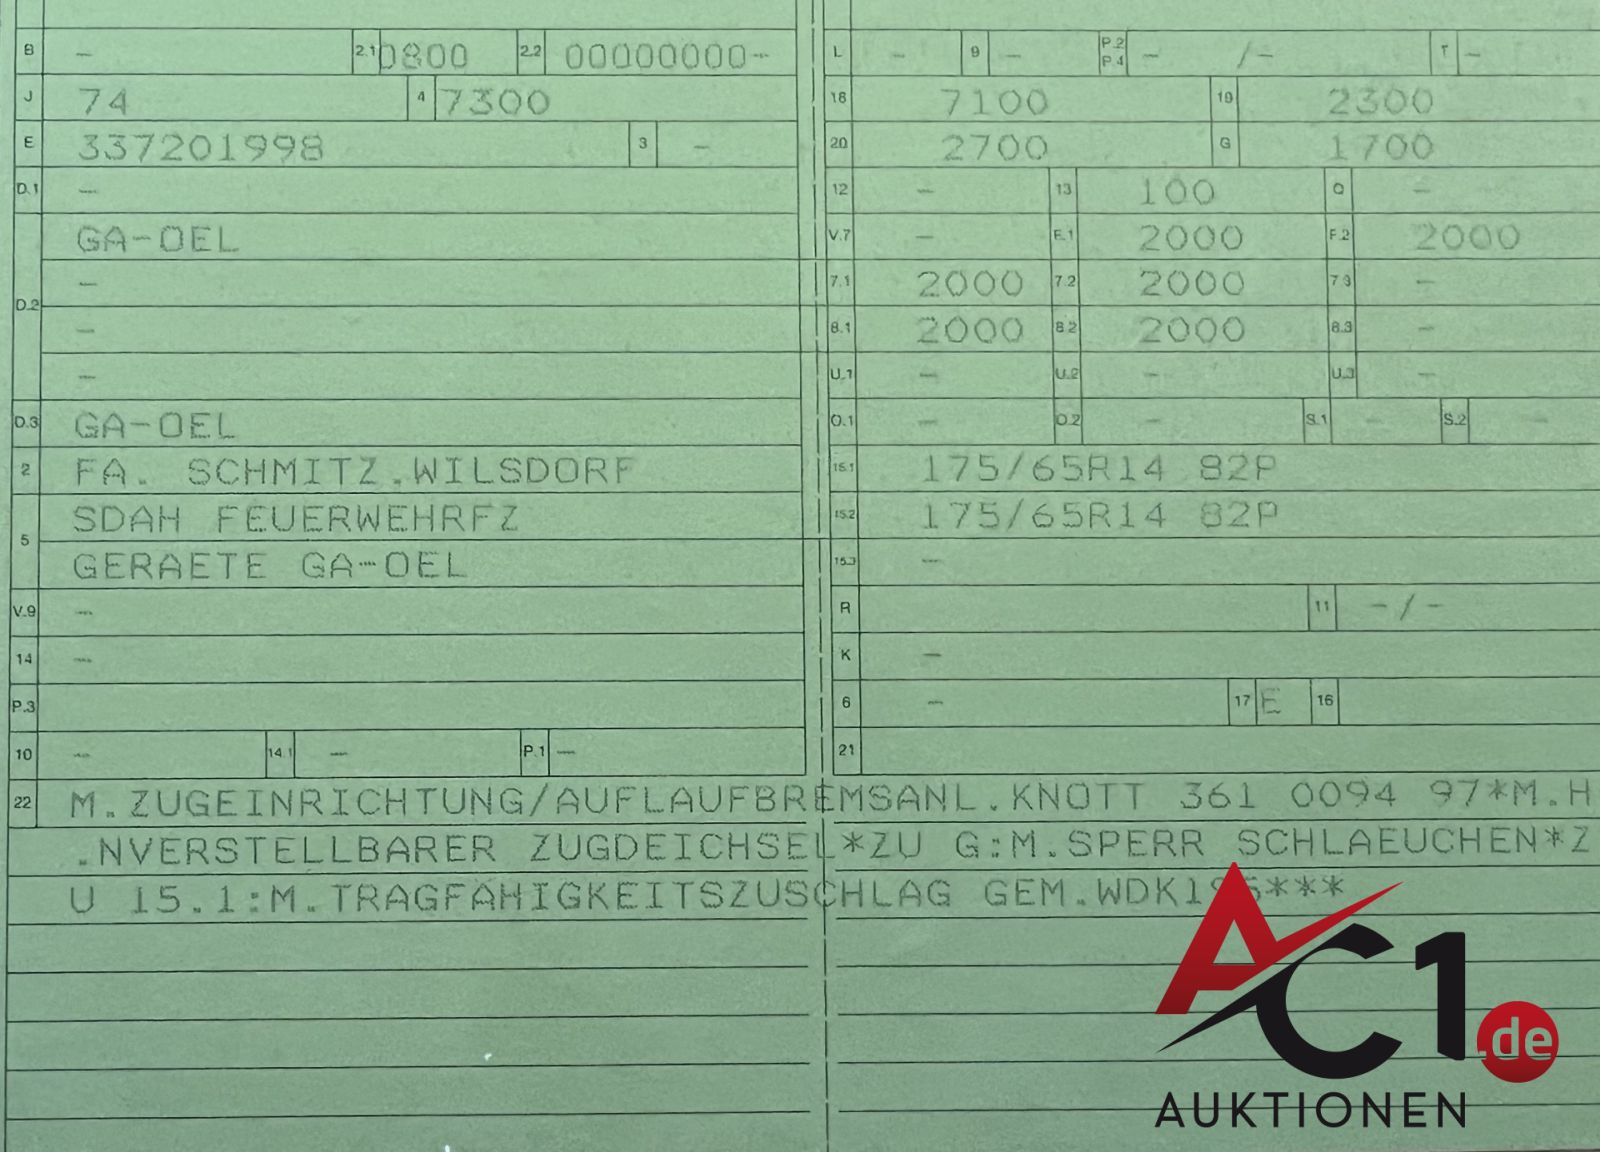 B - 2.1 0800 2.2 00000000-
J 74 4 7300
E 337201998 3 -
D.1 -
GA-OEL
D.2 -
-
-
D.3 GA-OEL
2 FA. SCHMITZ.WILSDORF
5 SDAH FEUERWEHRFZ
GERAETE GA-OEL
V.9 -
14 -
P.3
10 - 14.1 - P.1 -
L - 9 - P.2 P.4 - /- T -
18 7100 19 2300
20 2700 G 1700
12 - 13 100 Q -
V.7 - F.1 2000 F.2 2000
7.1 2000 7.2 2000 7.3 -
8.1 2000 8.2 2000 8.3 -
U.1 - U.2 - U.3 -
O.1 - O.2 - S.1 - S.2 -
15.1 175/65R14 82P
15.2 175/65R14 82P
15.3 -
R 11 -/-
K -
6 - 17 E 16
21
22 M.ZUGEINRICHTUNG/AUFLAUFBREMSANL.KNOTT 361 0094 97*M.H
.NVERSTELLBARER ZUGDEICHSEL*ZU G:M.SPERR SCHLAEUCHEN*Z
U 15.1:M.TRAGFAHIGKEITSZUSCHLAG GEM.
AC1.de
AUKTIONEN